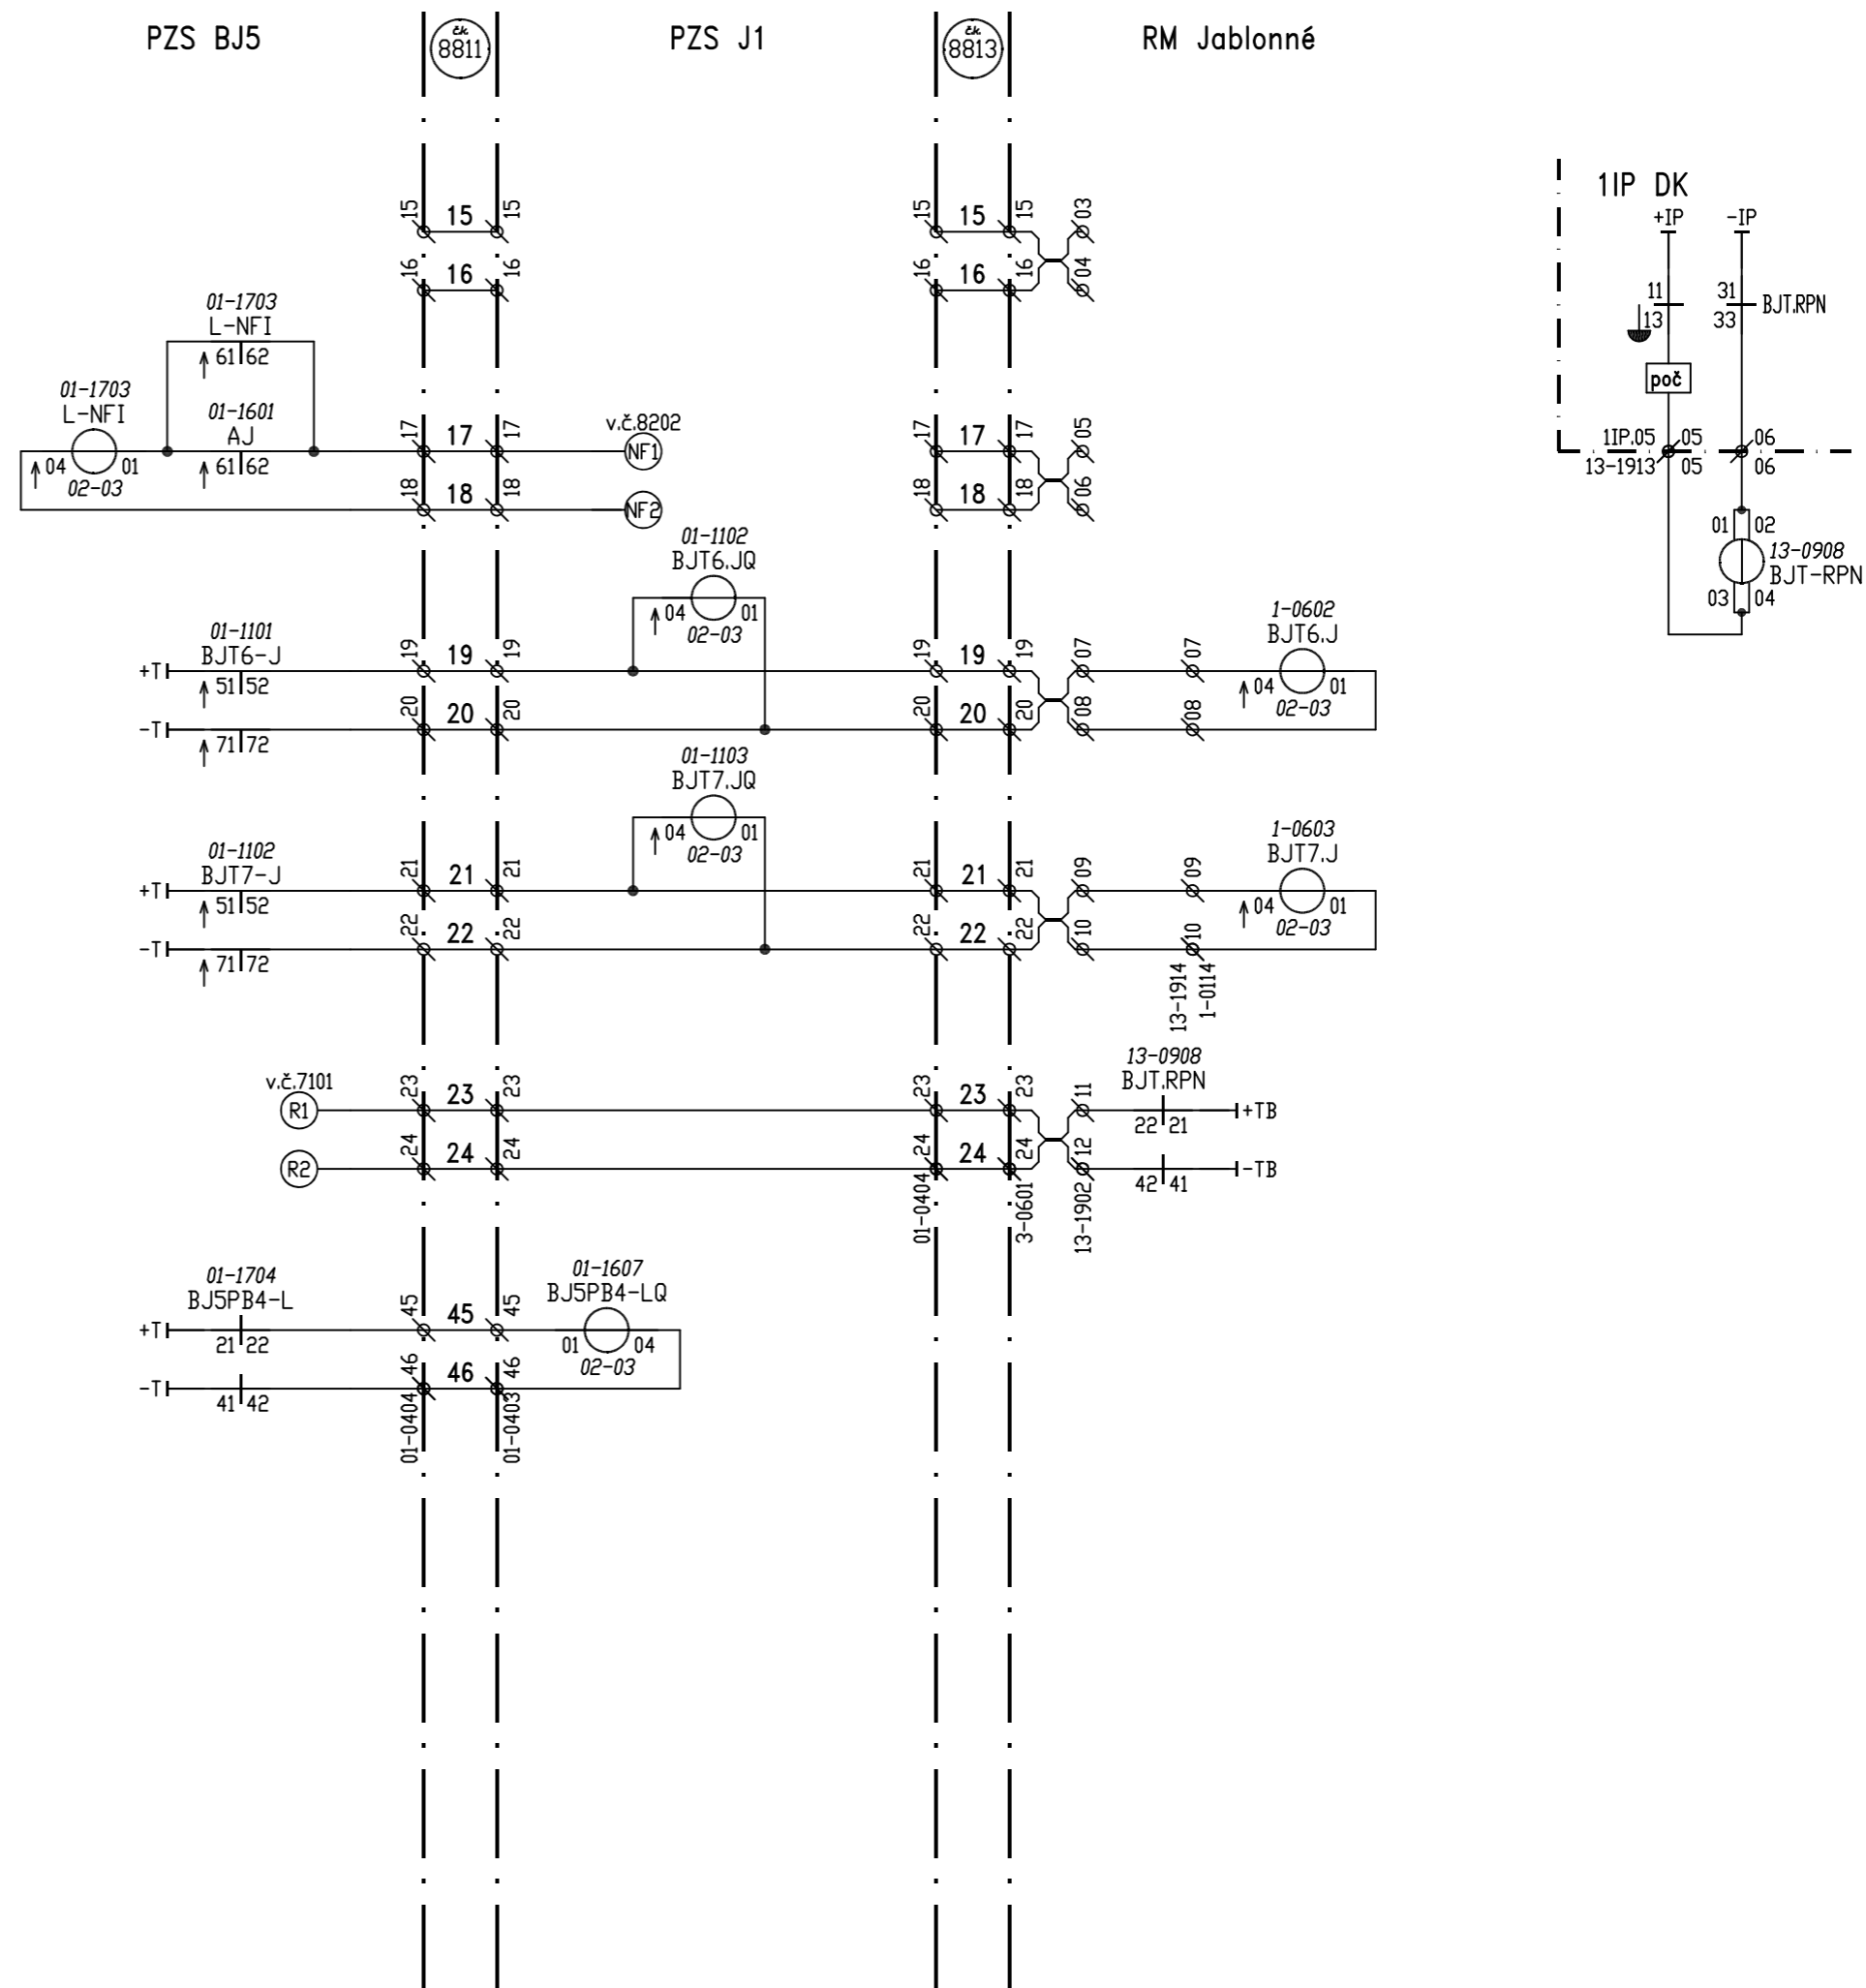 PZS BJ5
čk.
8811
PZS J1
čk.
8813
RM Jablonné
1IP DK
+IP -IP
11 31 BJT.RPN
13 33
poč
1IP.05 05 06
13-1913 05 06
01 02
13-0908
BJT-RPN
03 04
15 15 15 15 15 15 03
16 16 16 16 16 16 04
01-1703
L-NFI
61 62
01-1703
L-NFI
04 01
02-03
01-1601
AJ
61 62
17 17 17
v.č.8202
NF1
17 17 17 05
18 18 18
NF2
18 18 18 06
01-1102
BJT6.JQ
04 01
02-03
01-1101
BJT6-J
+T
51 52
19 19 19 19 19 19 07 07
1-0602
BJT6.J
04 01
02-03
-T
71 72
20 20 20 20 20 20 08 08
01-1103
BJT7.JQ
04 01
02-03
01-1102
BJT7-J
+T
51 52
21 21 21 21 21 21 09 09
1-0603
BJT7.J
04 01
02-03
-T
71 72
22 22 22 22 22 22 10 10
13-1914
1-0114
v.č.7101
R1
23 23 23 23 23 23 11
13-0908
BJT.RPN
22 21
+TB
R2
24 24 24 24 24 24 12
42 41
-TB
01-0404
3-0601
13-1902
01-1704
BJ5PB4-L
+T
21 22
45 45 45
01-1607
BJ5PB4-LQ
01 04
02-03
-T
41 42
46 46 46
01-0404
01-0403